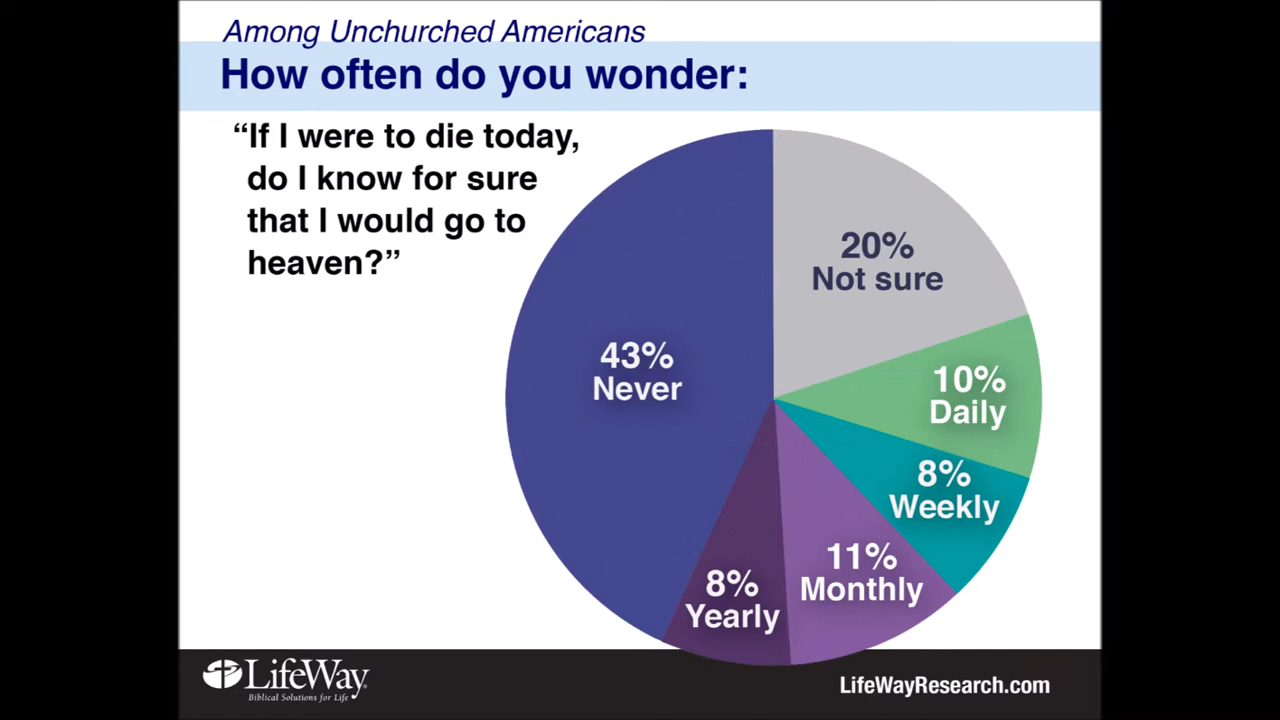 Among Unchurched Americans
How often do you wonder:
“If I were to die today,
do I know for sure
that I would go to
heaven?”
20%
Not sure
43%
Never
10%
Daily
8%
Weekly
11%
Monthly
8%
Yearly
LifeWay®
Biblical Solutions for Life
LifeWayResearch.com